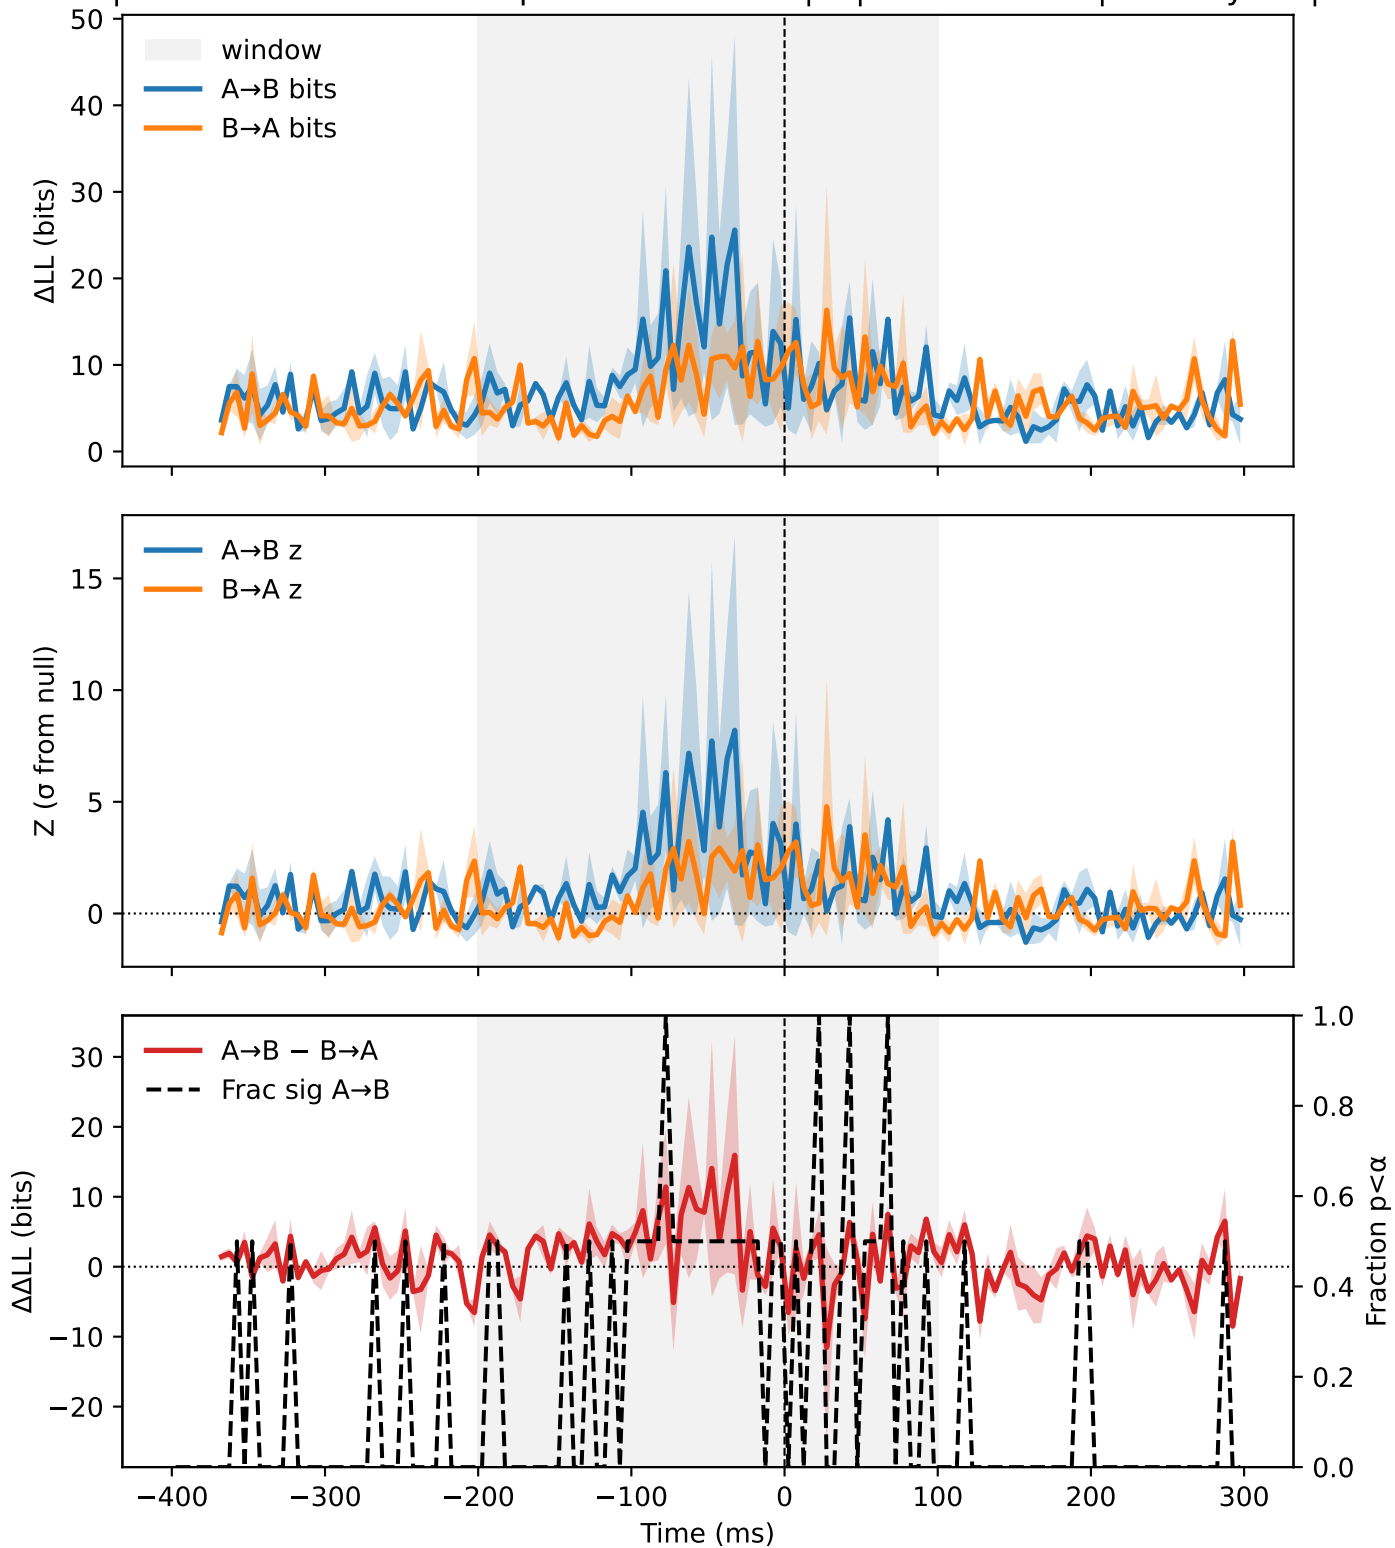 50
window
A→B bits
B→A bits
40
30
20
10
0
ΔLL (bits)
A→B z
B→A z
15
10
5
0
Z (σ from null)
A→B − B→A
Frac sig A→B
30
20
10
0
−10
−20
ΔΔLL (bits)
1.0
0.8
0.6
0.4
0.2
0.0
Fraction p<α
−400
−300
−200
−100
0
100
200
300
Time (ms)